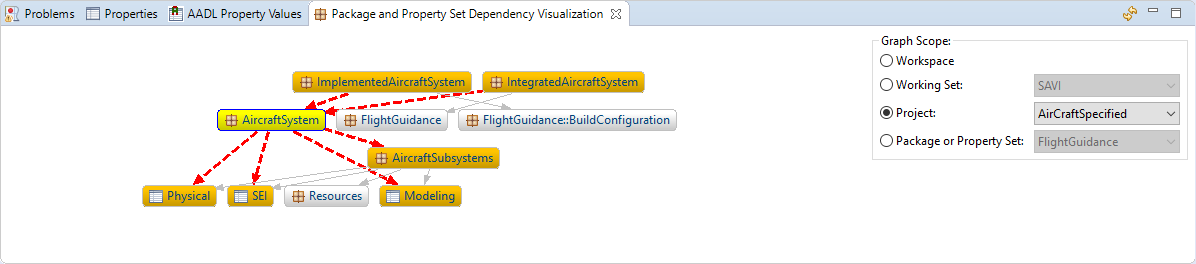 Problems Properties AADL Property Values Package and Property Set Dependency Visualization
Graph Scope:
Workspace
Working Set: SAVI
Project: AirCraftSpecified
Package or Property Set: FlightGuidance
ImplementedAircraftSystem IntegratedAircraftSystem
AircraftSystem FlightGuidance FlightGuidance::BuildConfiguration
AircraftSubsystems
Physical SEI Resources Modeling